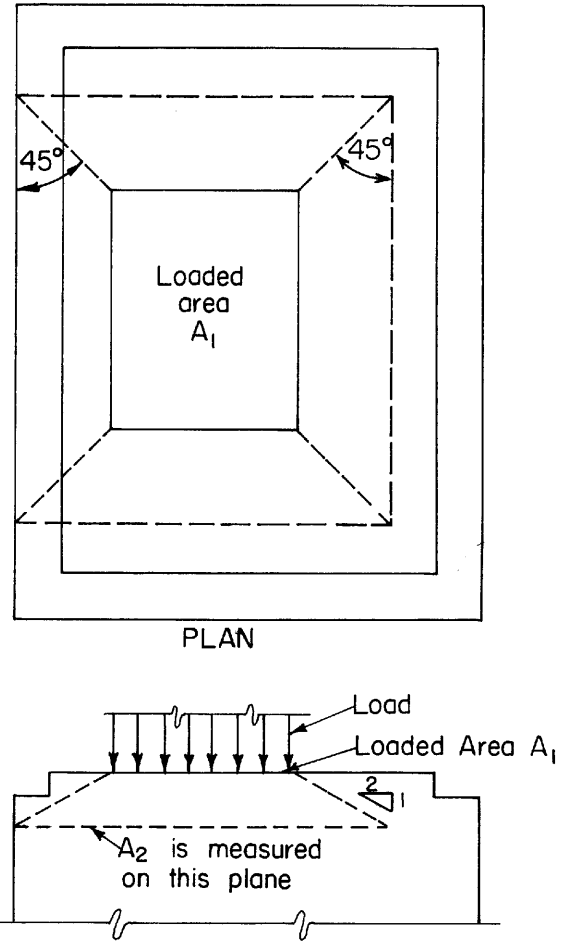 45°
45°
Loaded
area
A₁
PLAN
Load
Loaded Area A₁
2
1
A₂ is measured
on this plane